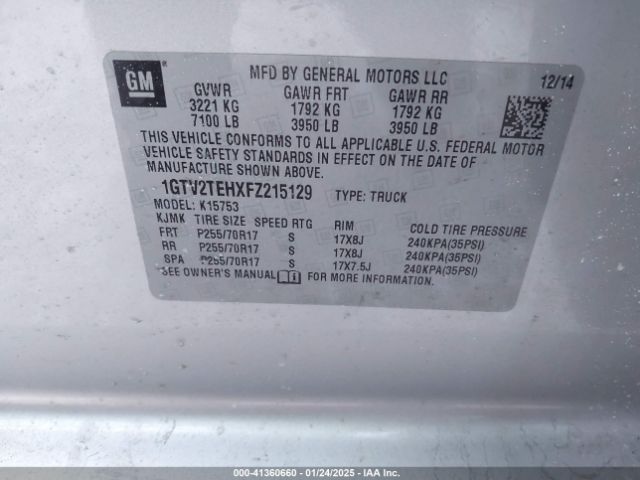 GM ®
MFD BY GENERAL MOTORS LLC 12/14
GVWR GAWR FRT GAWR RR
3221 KG 1792 KG 1792 KG
7100 LB 3950 LB 3950 LB
THIS VEHICLE CONFORMS TO ALL APPLICABLE U.S. FEDERAL MOTOR
VEHICLE SAFETY STANDARDS IN EFFECT ON THE DATE OF
MANUFACTURE SHOWN ABOVE.
1GTV2TEHXFZ215129 TYPE: TRUCK
MODEL: K15753
KJMK TIRE SIZE SPEED RTG RIM COLD TIRE PRESSURE
FRT P255/70R17 S 17X8J 240KPA(35PSI)
RR P255/70R17 S 17X8J 240KPA(35PSI)
SPA P255/70R17 S 17X7.5J 240KPA(35PSI)
*SEE OWNER'S MANUAL FOR MORE INFORMATION.
000-41360660 - 01/24/2025 - IAA Inc.